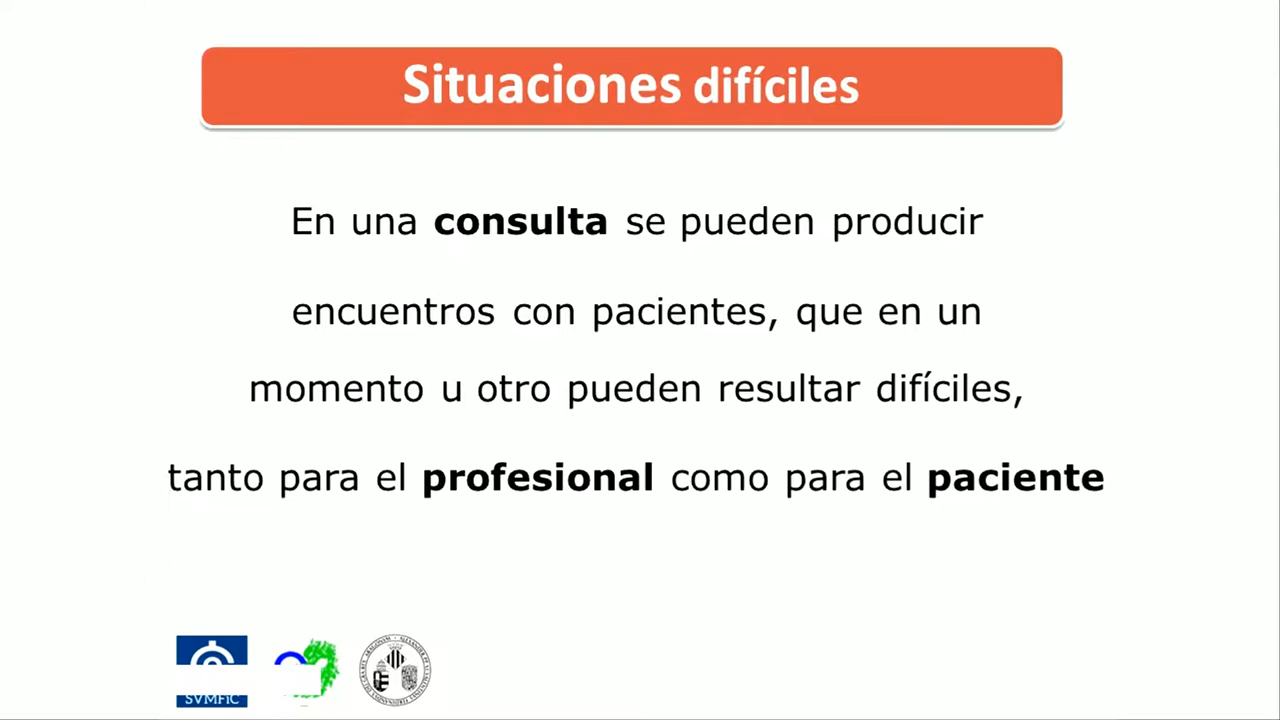 Situaciones difíciles
En una consulta se pueden producir
encuentros con pacientes, que en un
momento u otro pueden resultar difíciles,
tanto para el profesional como para el paciente
SVMFiC